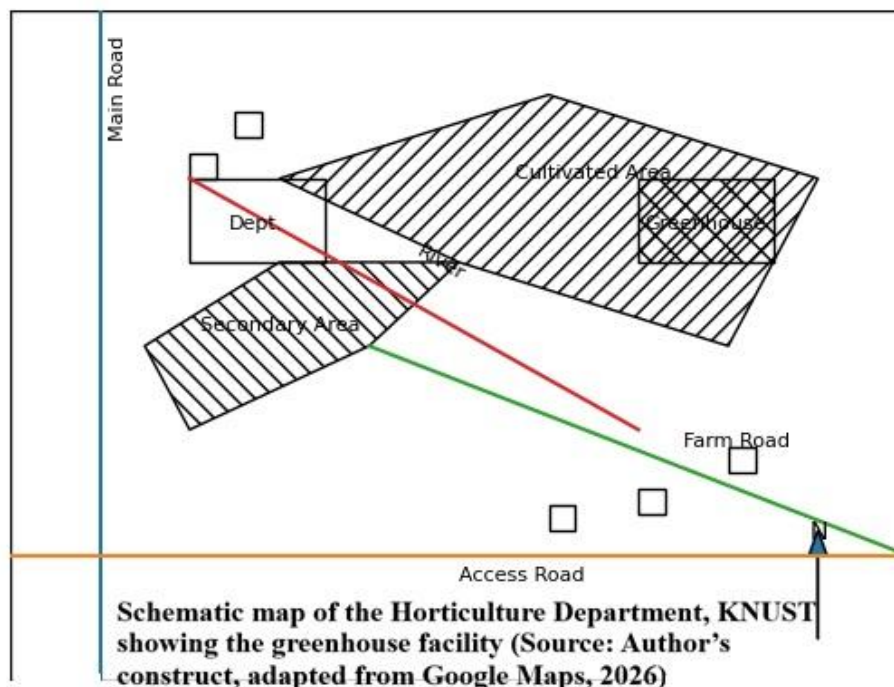 Main Road
Cultivated Area
Greenhouse
Dept
River
Secondary Area
Farm Road
N
Access Road
Schematic map of the Horticulture Department, KNUST
showing the greenhouse facility (Source: Author’s
construct, adapted from Google Maps, 2026)